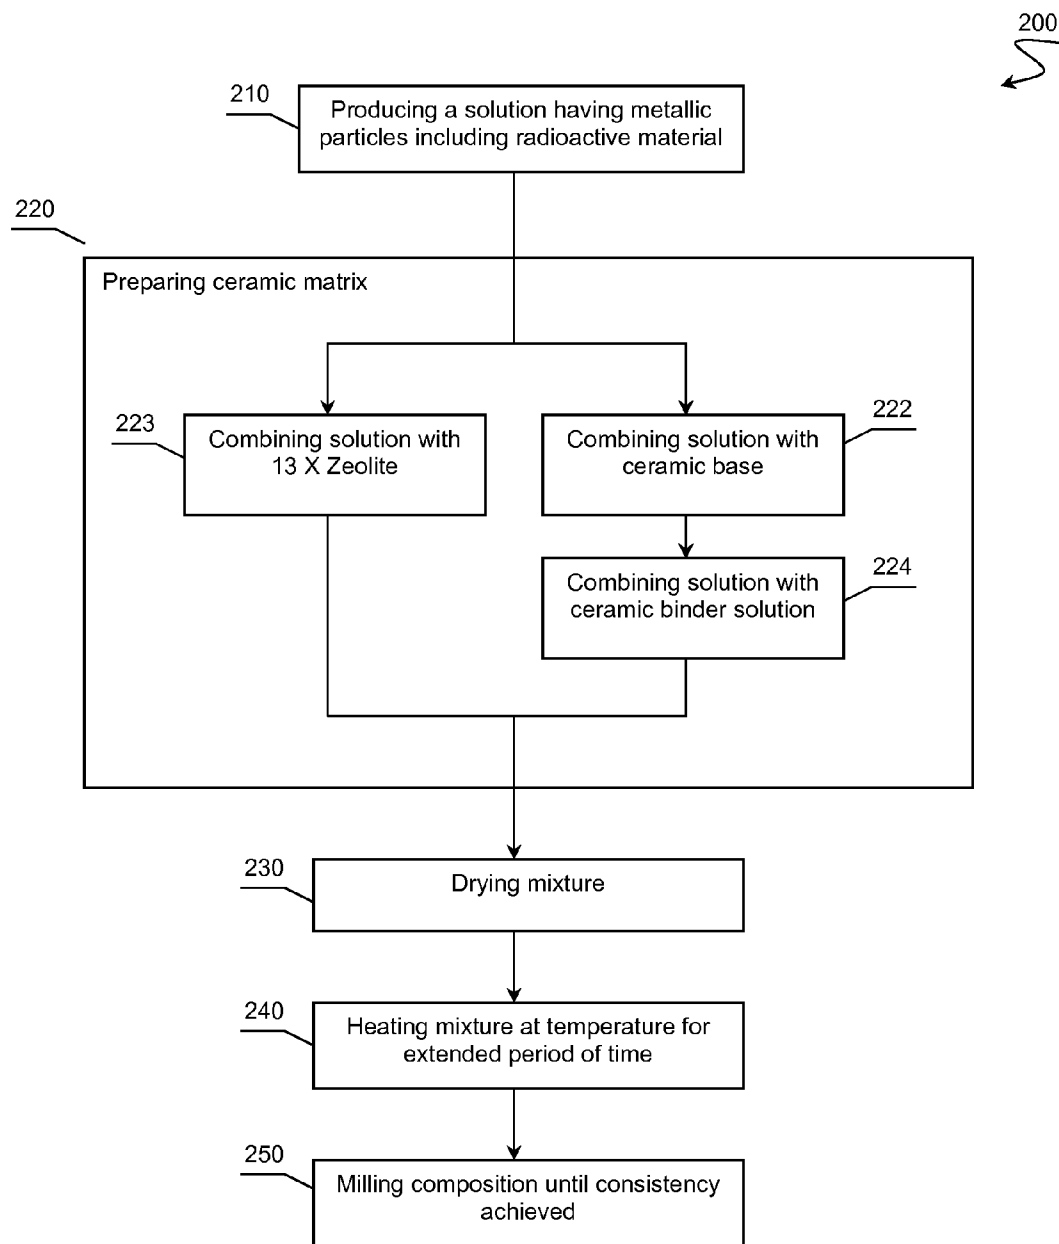 200
210
Producing a solution having metallic
particles including radioactive material
220
Preparing ceramic matrix
223
Combining solution with
13 X Zeolite
222
Combining solution with
ceramic base
224
Combining solution with
ceramic binder solution
230
Drying mixture
240
Heating mixture at temperature for
extended period of time
250
Milling composition until consistency
achieved